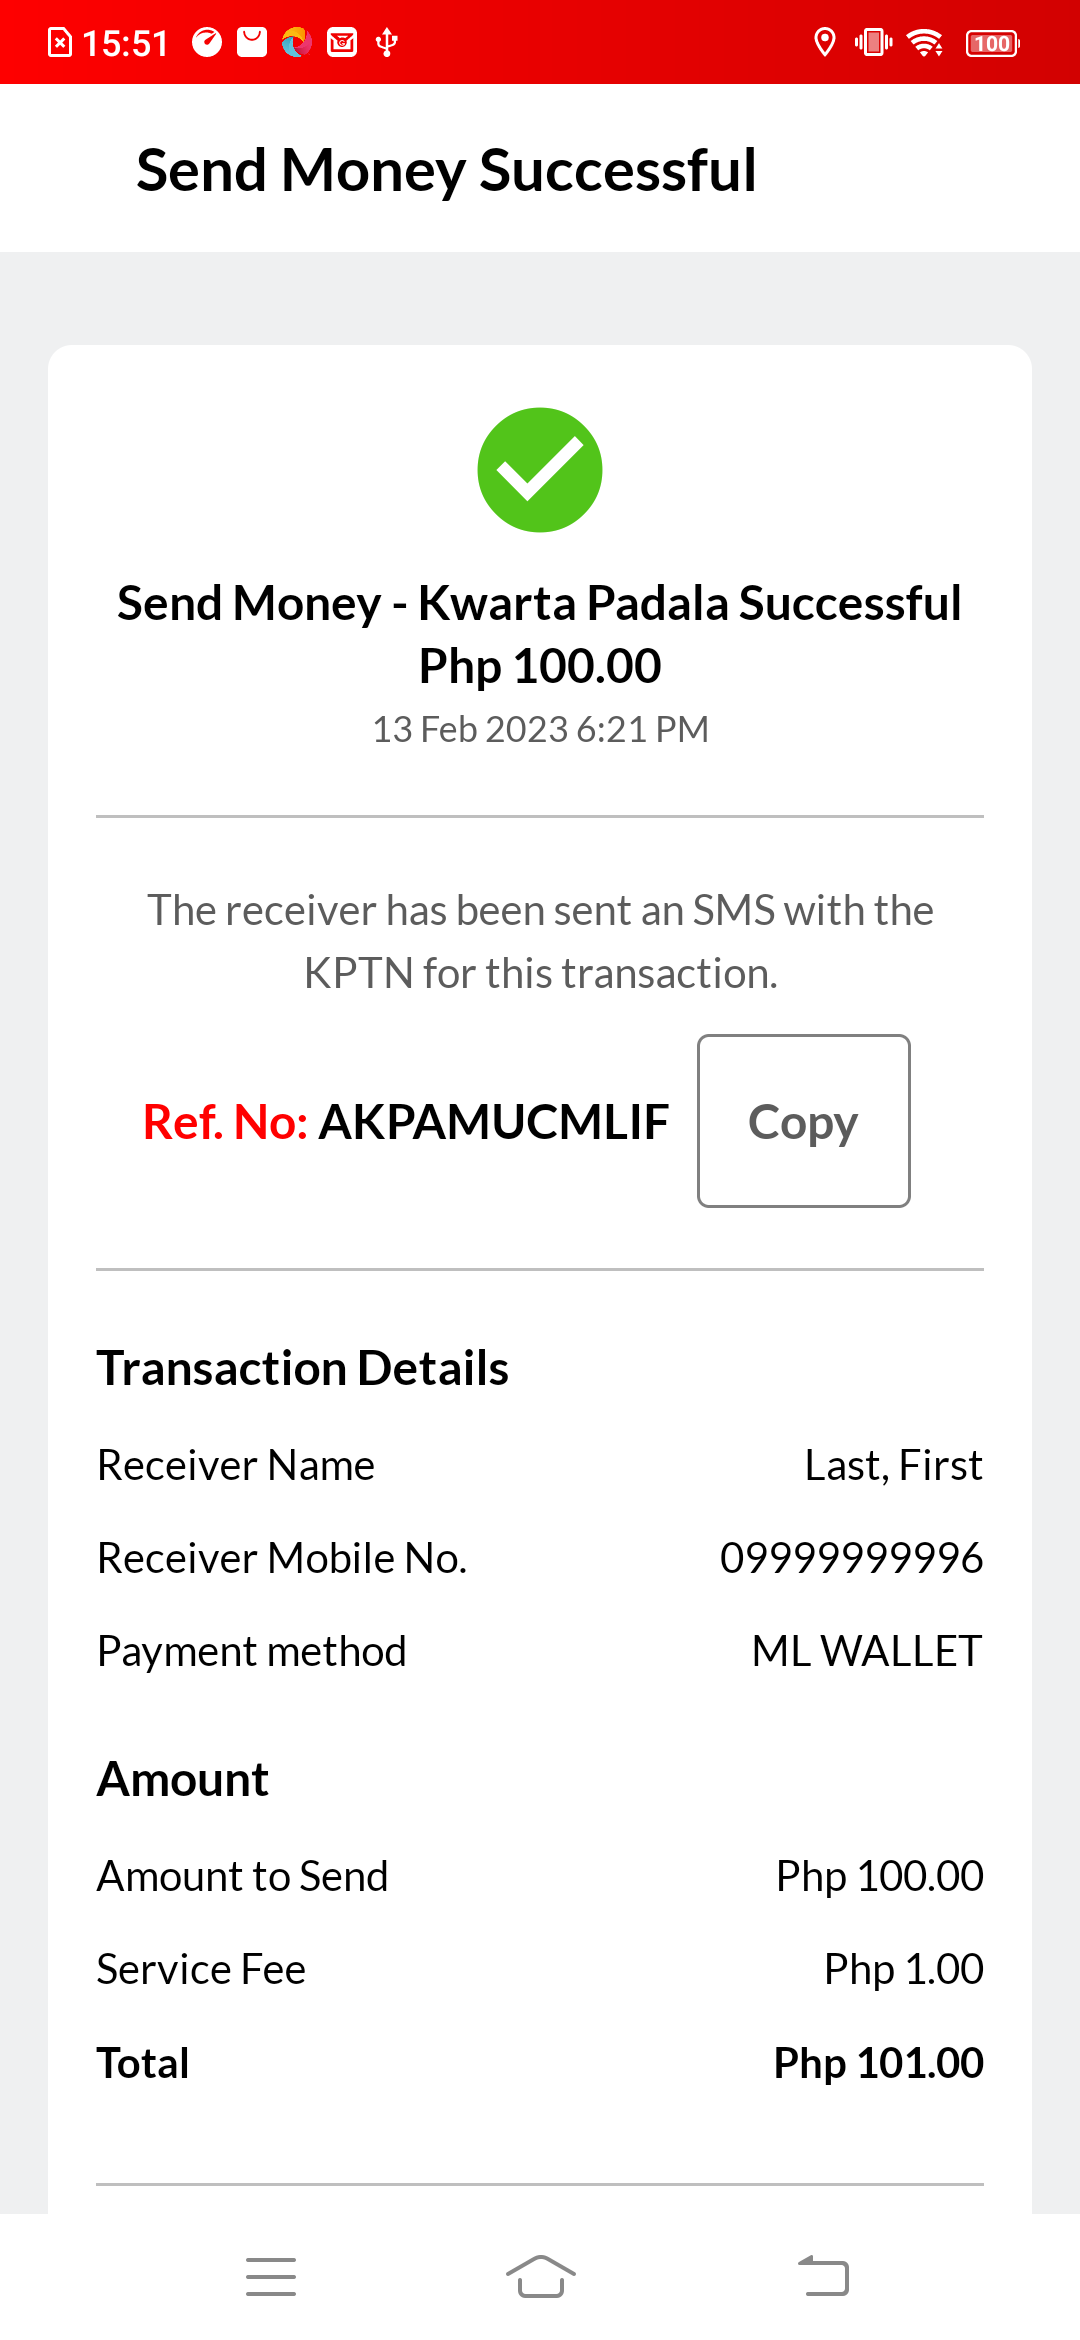 15:51
100
Send Money Successful
Send Money - Kwarta Padala Successful
Php 100.00
13 Feb 2023 6:21 PM
The receiver has been sent an SMS with the
KPTN for this transaction.
Ref. No: AKPAMUCMLIF
Copy
Transaction Details
Receiver Name Last, First
Receiver Mobile No. 09999999996
Payment method ML WALLET
Amount
Amount to Send Php 100.00
Service Fee Php 1.00
Total Php 101.00